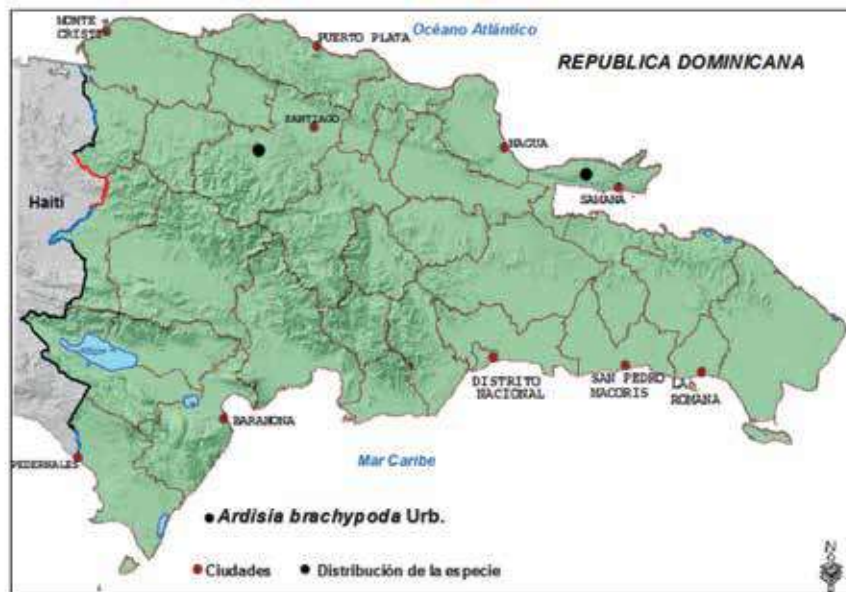 MONTE
CRISTI
PUERTO PLATA
Océano Atlántico
REPUBLICA DOMINICANA
SANTIAGO
NAGUA
Haiti
SAMANA
DISTRITO
NACIONAL
SAN PEDRO
MACORIS
LA
ROMANA
BARAHONA
Mar Caribe
PEDERNALES
Ardisia brachypoda Urb.
Ciudades
Distribución de la especie
N